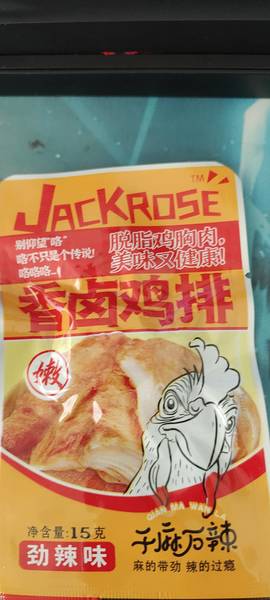 JACKROSE TM
别仰望"咯"
咯不只是个传说!
咯咯咯...!
脱脂鸡胸肉,
美味又健康!
香卤鸡排
嫩
QIAN MA WAN LA
千麻万辣
麻的带劲 辣的过瘾
净含量:15克
劲辣味